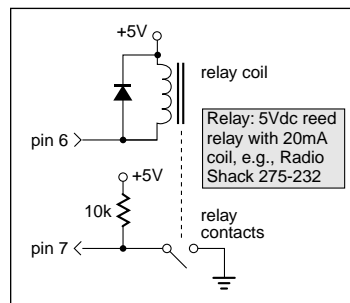 +5V
relay coil
pin 6
Relay: 5Vdc reed
relay with 20mA
coil, e.g., Radio
Shack 275-232
+5V
10k
relay
contacts
pin 7